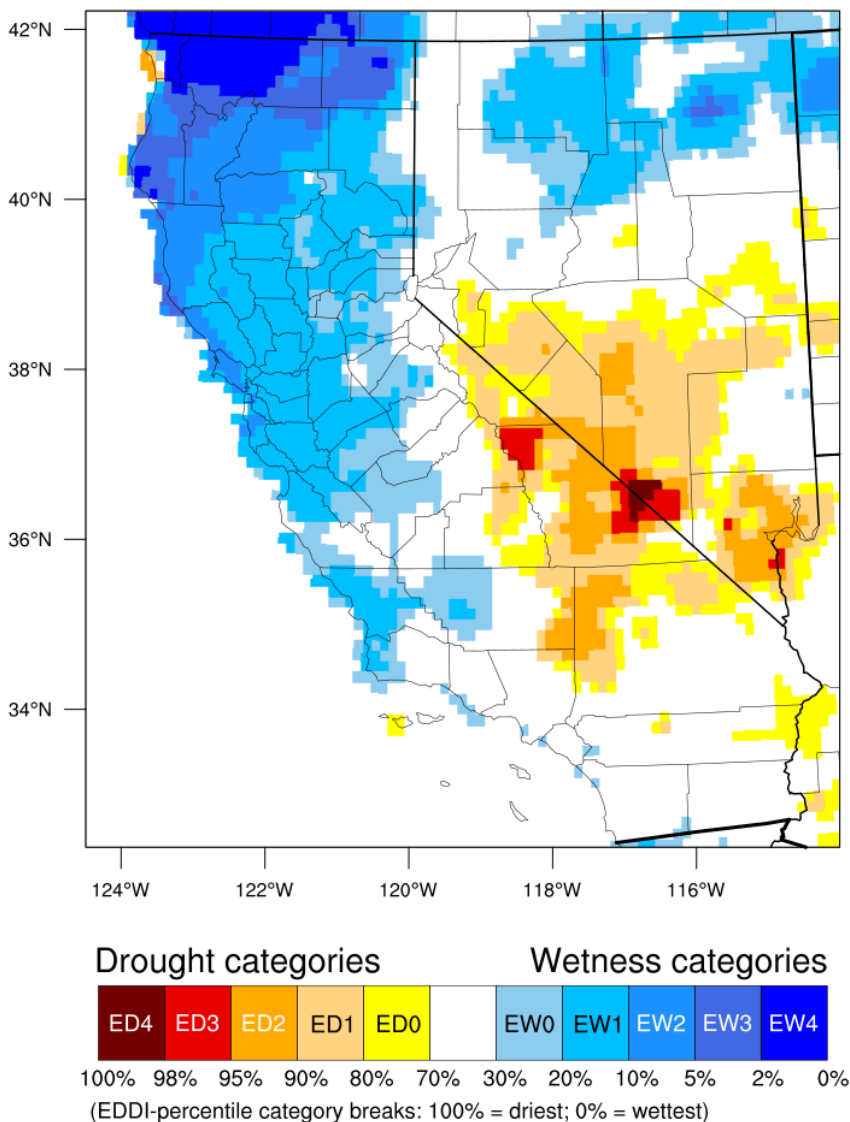 42°N
40°N
38°N
36°N
34°N
124°W 122°W 120°W 118°W 116°W
Drought categories Wetness categories
ED4 ED3 ED2 ED1 ED0 EW0 EW1 EW2 EW3 EW4
100% 98% 95% 90% 80% 70% 30% 20% 10% 5% 2% 0%
(EDDI-percentile category breaks: 100% = driest; 0% = wettest)